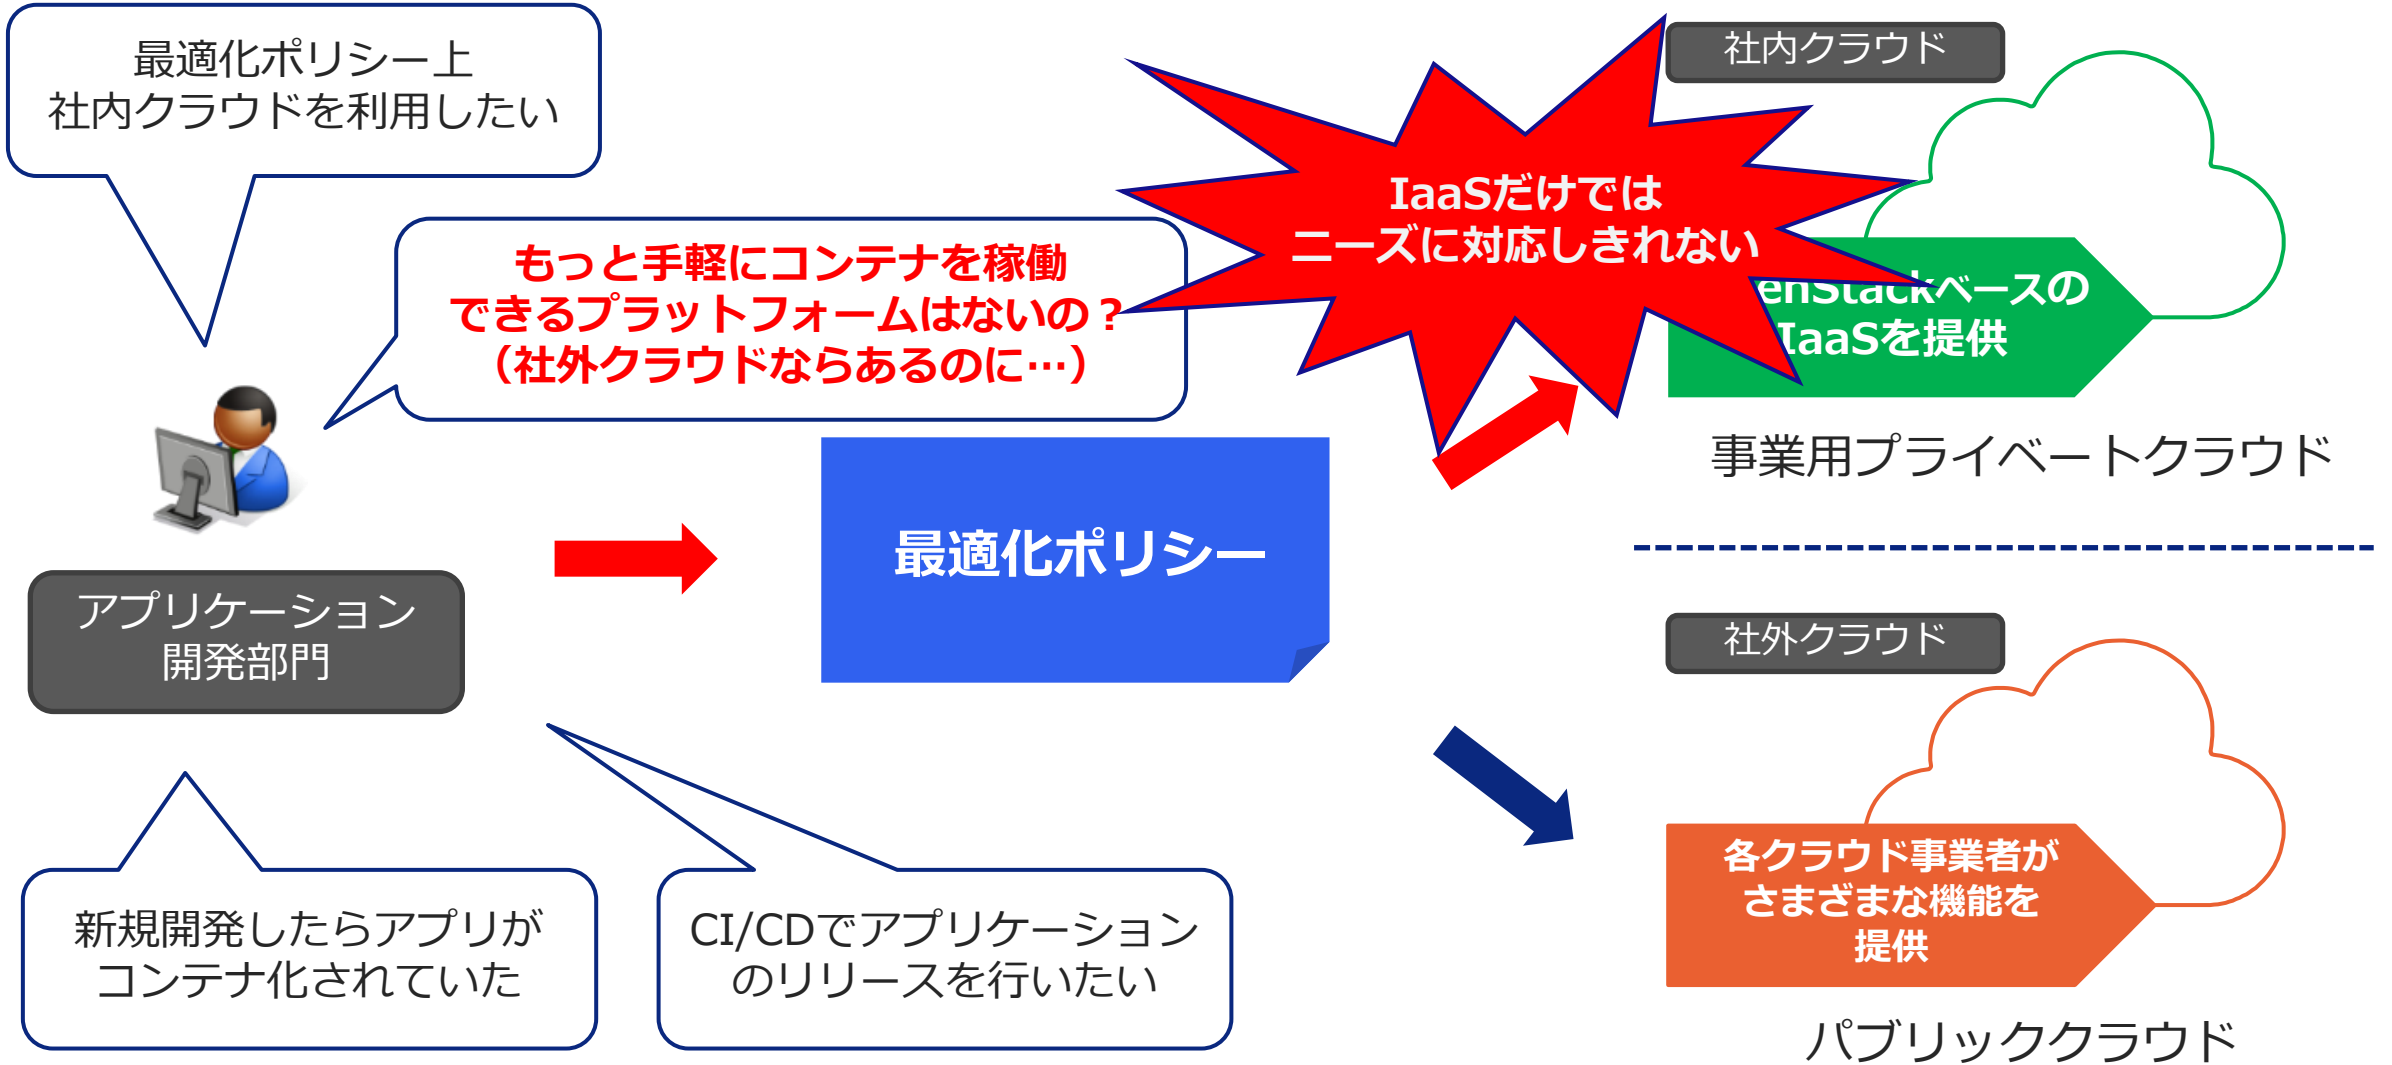 最適化ポリシー上
社内クラウドを利用したい
もっと手軽にコンテナを稼働
できるプラットフォームはないの？
（社外クラウドならあるのに…）
アプリケーション
開発部門
新規開発したらアプリが
コンテナ化されていた
CI/CDでアプリケーション
のリリースを行いたい
最適化ポリシー
IaaSだけでは
ニーズに対応しきれない
社内クラウド
enStackベースの
IaaSを提供
事業用プライベートクラウド
社外クラウド
各クラウド事業者が
さまざまな機能を
提供
パブリッククラウド